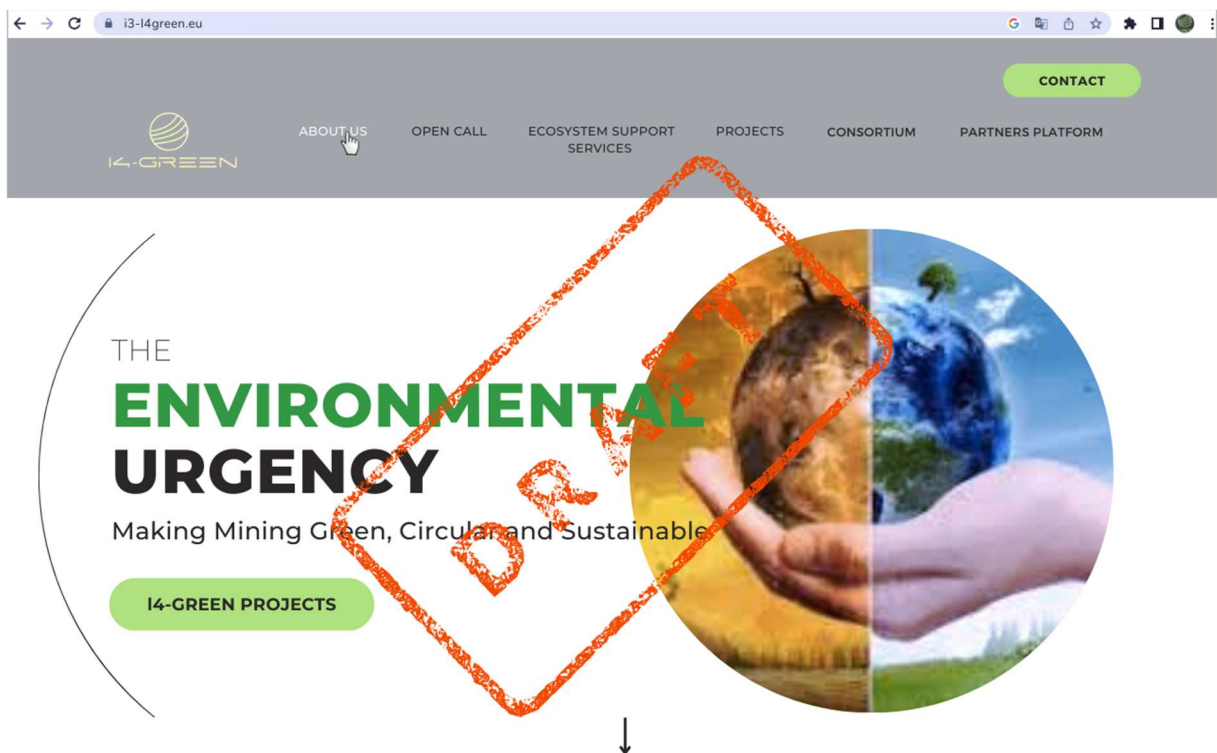 i3-I4green.eu
CONTACT
I4-GREEN
ABOUT US
OPEN CALL
ECOSYSTEM SUPPORT
SERVICES
PROJECTS
CONSORTIUM
PARTNERS PLATFORM
THE
ENVIRONMENTAL
URGENCY
Making Mining Green, Circular and Sustainable
I4-GREEN PROJECTS
DRAFT